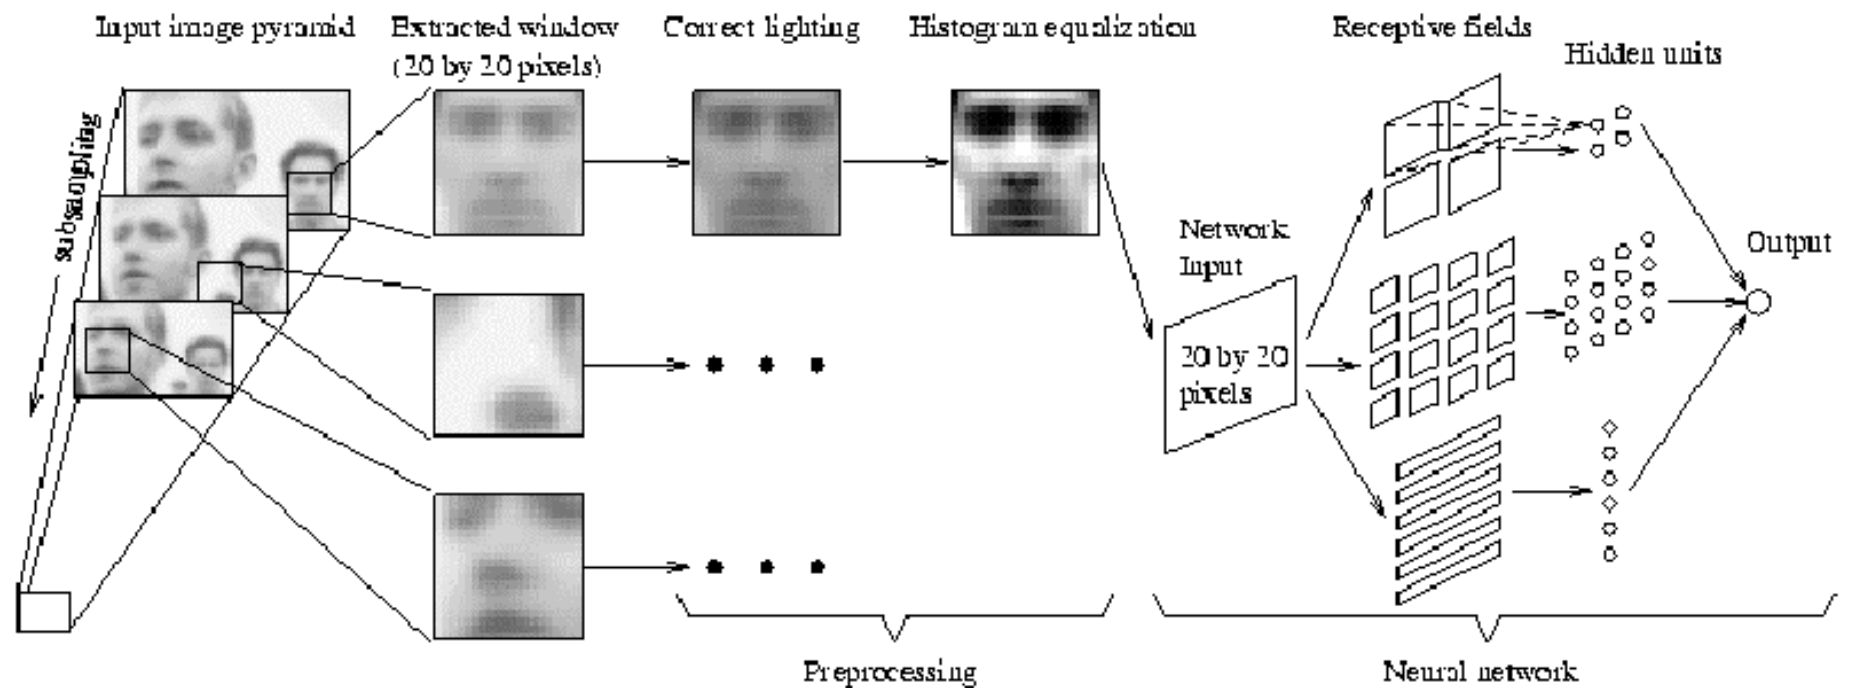 Input image pyramid
Extracted window
(20 by 20 pixels)
Correct lighting
Histogram equalization
Receptive fields
Hidden units
subsampling
Network
Input
20 by 20
pixels
Output
Preprocessing
Neural network